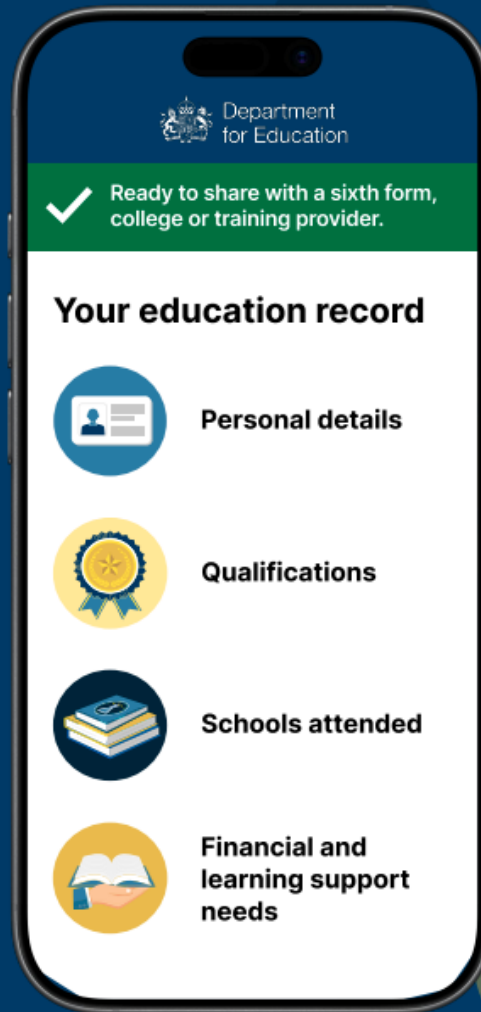 Department
for Education
Ready to share with a sixth form,
college or training provider.
Your education record
Personal details
Qualifications
Schools attended
Financial and
learning support
needs